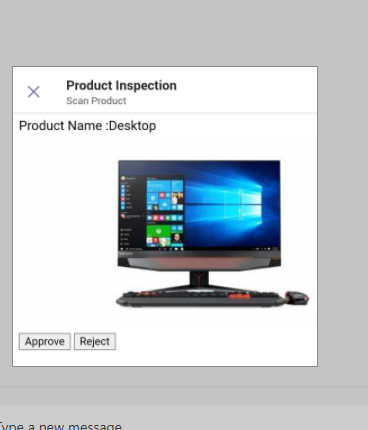 Product Inspection
Scan Product
Product Name :Desktop
Approve
Reject
Type a new message